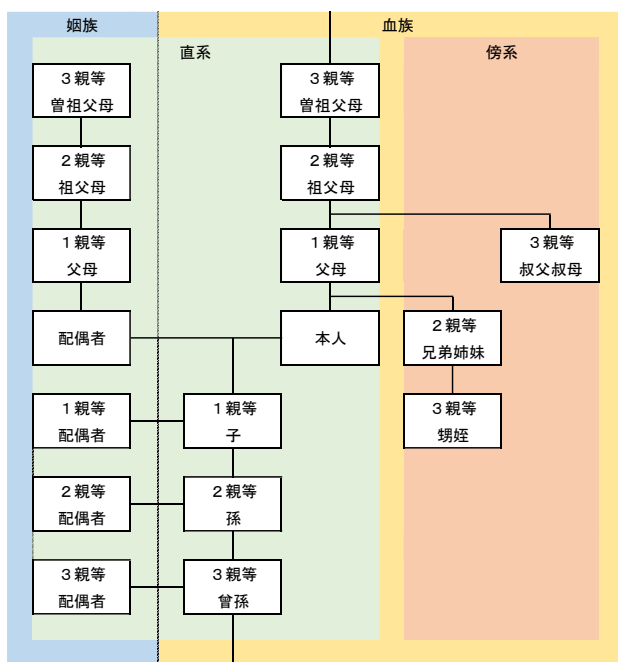 姻族
血族
直系
傍系
3親等
曽祖父母
3親等
曽祖父母
2親等
祖父母
2親等
祖父母
1親等
父母
1親等
父母
3親等
叔父叔母
配偶者
本人
2親等
兄弟姉妹
1親等
配偶者
1親等
子
3親等
甥姪
2親等
配偶者
2親等
孫
3親等
配偶者
3親等
曾孫